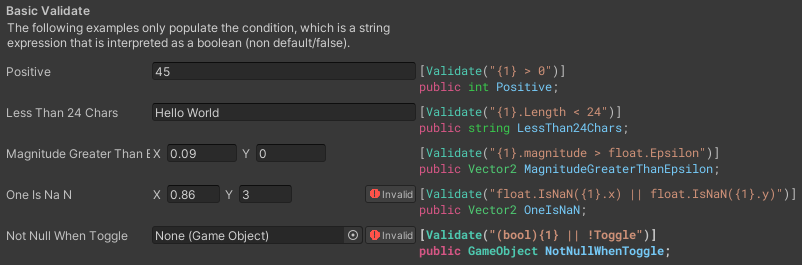 Basic Validate
The following examples only populate the condition, which is a string
expression that is interpreted as a boolean (non default/false).
Positive 45 [Validate("{1} > 0")]
public int Positive;
Less Than 24 Chars Hello World [Validate("{1}.Length < 24")]
public string LessThan24Chars;
Magnitude Greater Than E X 0.09 Y 0 [Validate("{1}.magnitude > float.Epsilon")]
public Vector2 MagnitudeGreaterThanEpsilon;
One Is Na N X 0.86 Y 3 Invalid [Validate("float.IsNaN({1}.x) || float.IsNaN({1}.y)")]
public Vector2 OneIsNaN;
Not Null When Toggle None (Game Object) Invalid [Validate("(bool){1} || !Toggle")]
public GameObject NotNullWhenToggle;